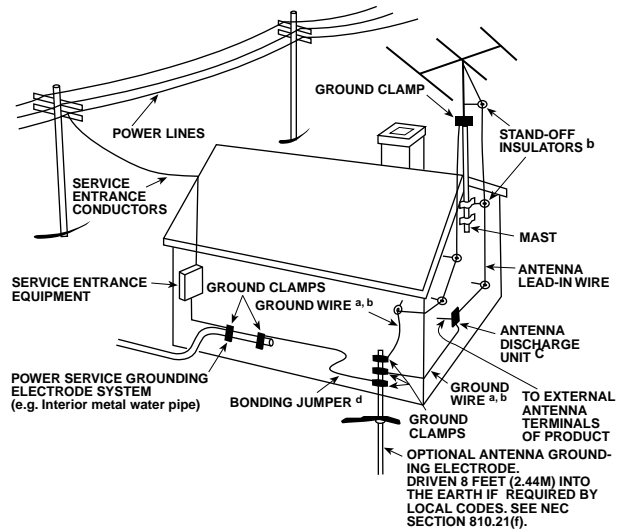 GROUND CLAMP
POWER LINES
STAND-OFF
INSULATORS b
SERVICE
ENTRANCE
CONDUCTORS
MAST
SERVICE ENTRANCE
EQUIPMENT
GROUND CLAMPS
GROUND WIRE a, b
ANTENNA
LEAD-IN WIRE
ANTENNA
DISCHARGE
UNIT C
POWER SERVICE GROUNDING
ELECTRODE SYSTEM
(e.g. Interior metal water pipe)
BONDING JUMPER d
GROUND
CLAMPS
GROUND
WIRE a, b
TO EXTERNAL
ANTENNA
TERMINALS
OF PRODUCT
OPTIONAL ANTENNA GROUND-
ING ELECTRODE.
DRIVEN 8 FEET (2.44M) INTO
THE EARTH IF REQUIRED BY
LOCAL CODES. SEE NEC
SECTION 810.21(f).